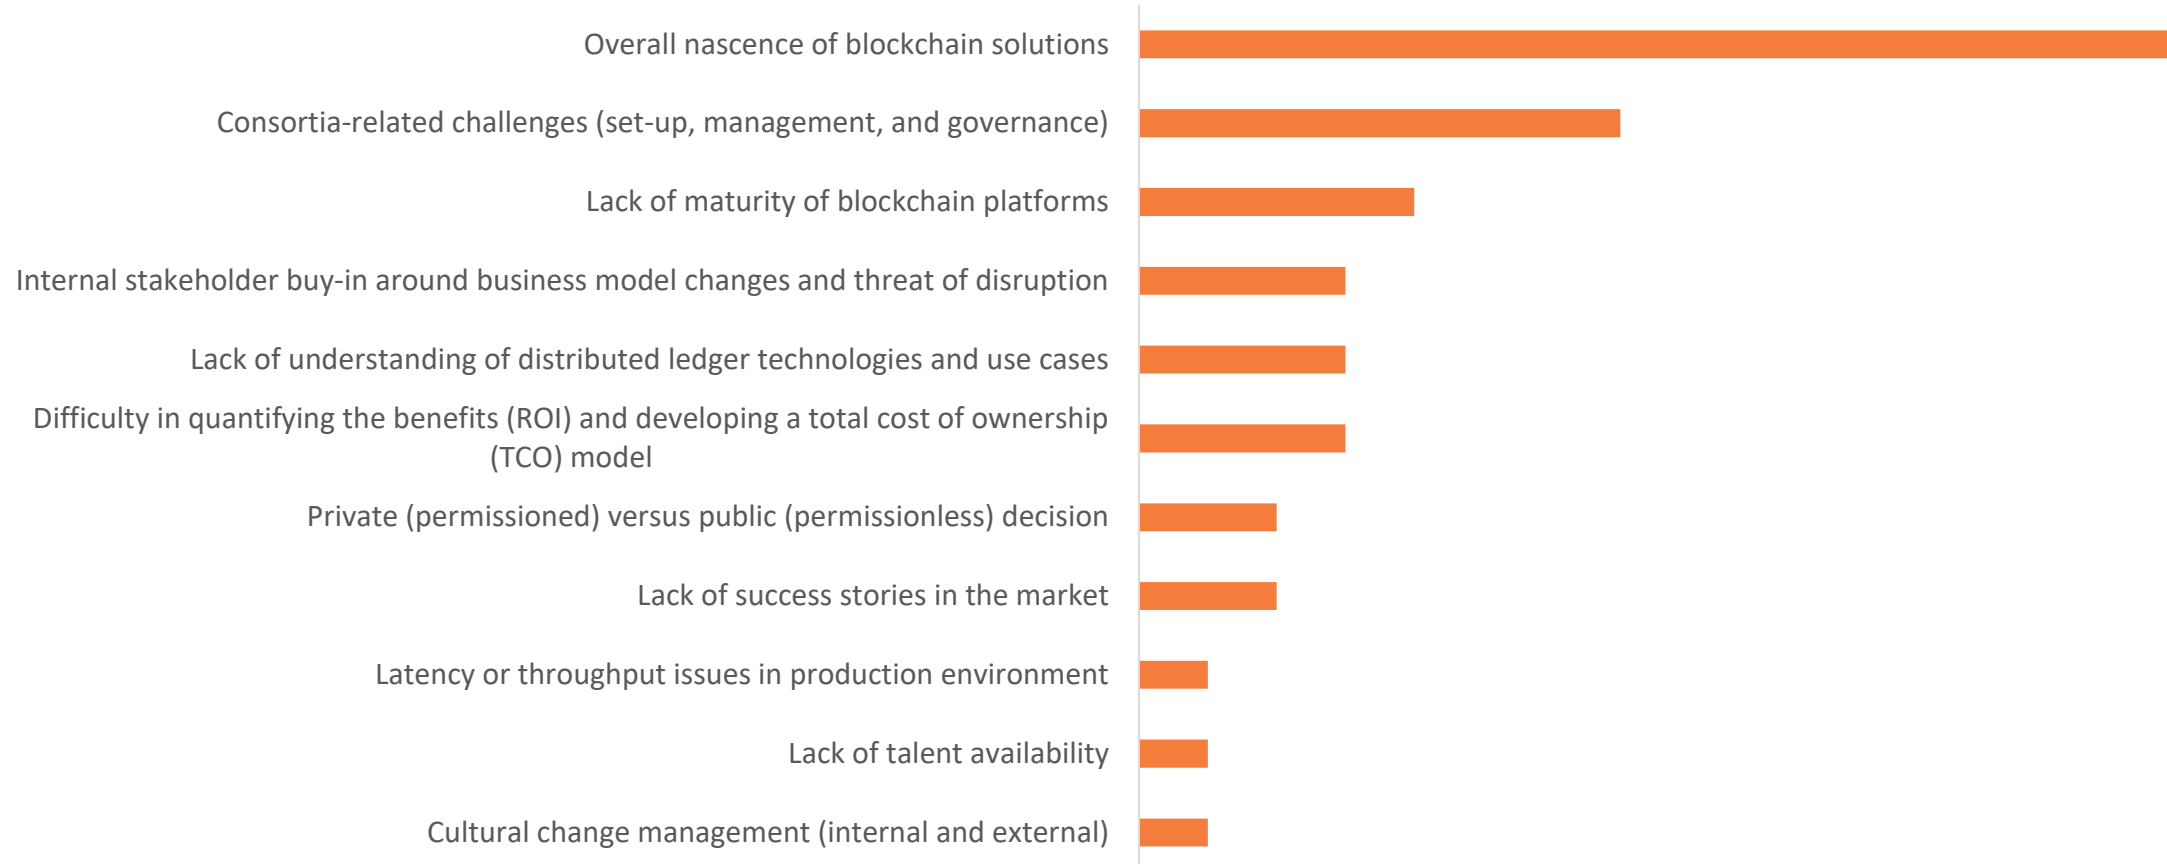 Overall nascence of blockchain solutions
Consortia-related challenges (set-up, management, and governance)
Lack of maturity of blockchain platforms
Internal stakeholder buy-in around business model changes and threat of disruption
Lack of understanding of distributed ledger technologies and use cases
Difficulty in quantifying the benefits (ROI) and developing a total cost of ownership
(TCO) model
Private (permissioned) versus public (permissionless) decision
Lack of success stories in the market
Latency or throughput issues in production environment
Lack of talent availability
Cultural change management (internal and external)